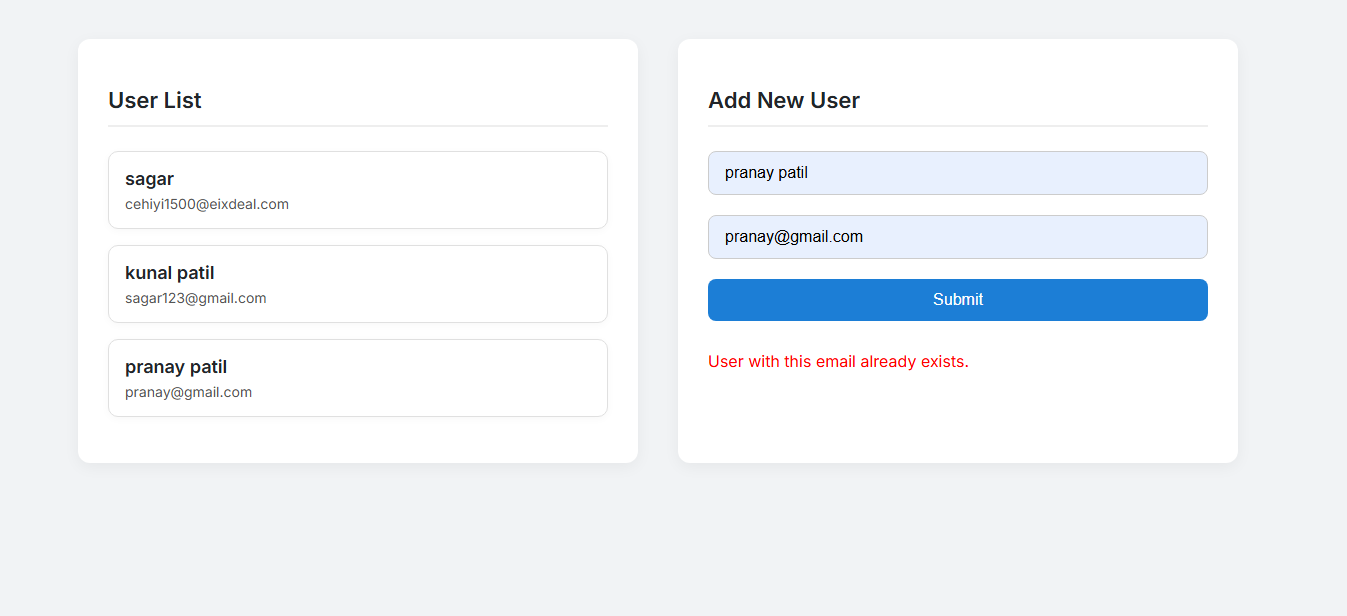 User List
sagar
cehiyi1500@eixdeal.com
kunal patil
sagar123@gmail.com
pranay patil
pranay@gmail.com
Add New User
pranay patil
pranay@gmail.com
Submit
User with this email already exists.